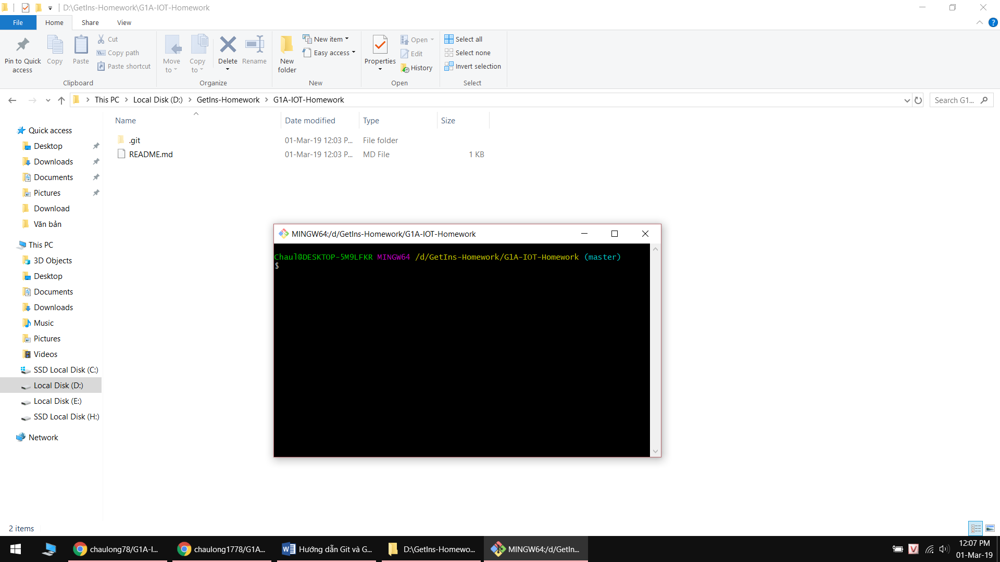 D:\GetIns-Homework\G1A-IOT-Homework
File Home Share View
Pin to Quick access
Copy
Paste
Cut
Copy path
Paste shortcut
Clipboard
Move to
Copy to
Delete
Rename
Organize
New folder
New item
Easy access
New
Properties
Open
Edit
History
Open
Select all
Select none
Invert selection
Select
This PC > Local Disk (D:) > GetIns-Homework > G1A-IOT-Homework
Search G1...
Name Date modified Type Size
.git 01-Mar-19 12:03 P... File folder
README.md 01-Mar-19 12:03 P... MD File 1 KB
Quick access
Desktop
Downloads
Documents
Pictures
Download
Văn bản
This PC
3D Objects
Desktop
Documents
Downloads
Music
Pictures
Videos
SSD Local Disk (C:)
Local Disk (D:)
Local Disk (E:)
SSD Local Disk (H:)
Network
MINGW64:/d/GetIns-Homework/G1A-IOT-Homework
Chaul@DESKTOP-5M9LFKR MINGW64 /d/GetIns-Homework/G1A-IOT-Homework (master)
$
2 items
chaulong78/G1A-I...
chaulong1778/G1A...
Hướng dẫn Git và G...
D:\GetIns-Homewo...
MINGW64:/d/GetIn...
12:07 PM
01-Mar-19